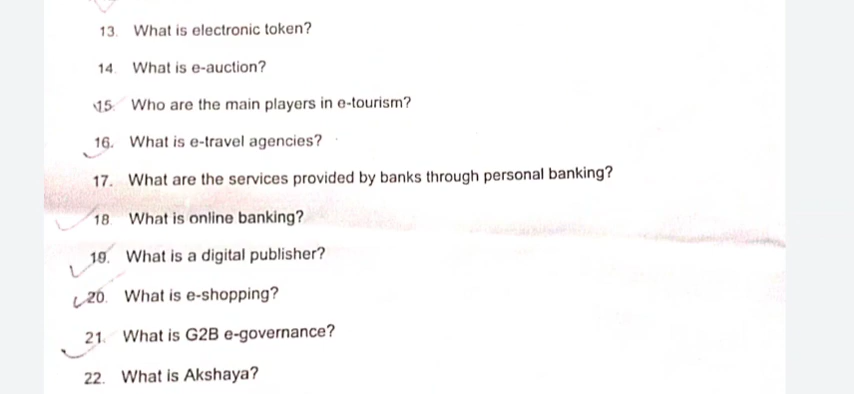 13. What is electronic token?
14. What is e-auction?
15. Who are the main players in e-tourism?
16. What is e-travel agencies?
17. What are the services provided by banks through personal banking?
18. What is online banking?
19. What is a digital publisher?
20. What is e-shopping?
21. What is G2B e-governance?
22. What is Akshaya?